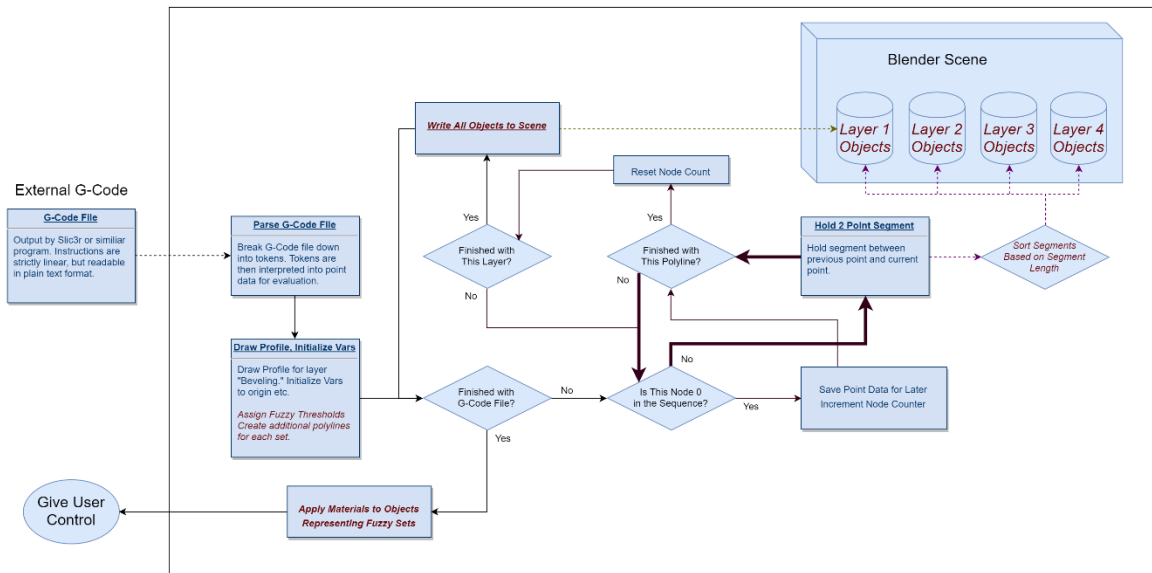 Blender Scene
Layer 1
Objects
Layer 2
Objects
Layer 3
Objects
Layer 4
Objects
Write All Objects to Scene
Reset Node Count
External G-Code
G-Code File
Output by Slic3r or similiar
program. Instructions are
strictly linear, but readable
in plain text format.
Parse G-Code File
Break G-Code file down
into tokens. Tokens are
then interpreted into point
data for evaluation.
Yes
Finished with
This Layer?
No
Yes
Finished with
This Polyline?
No
Hold 2 Point Segment
Hold segment between
previous point and current
point.
Sort Segments
Based on Segment
Length
Draw Profile, Initialize Vars
Draw Profile for layer
"Beveling." Initialize Vars
to origin etc.
Assign Fuzzy Thresholds
Create additional polylines
for each set.
Finished with
G-Code File?
No
Yes
No
Is This Node 0
in the Sequence?
Yes
Save Point Data for Later
Increment Node Counter
Give User
Control
Apply Materials to Objects
Representing Fuzzy Sets